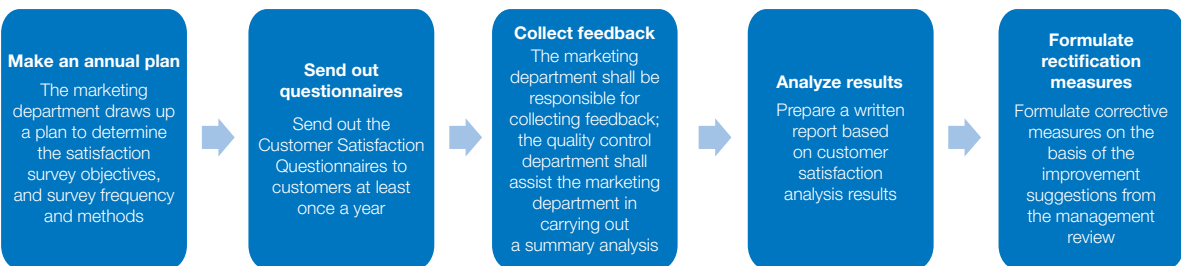 Make an annual plan
The marketing
department draws up
a plan to determine
the satisfaction
survey objectives,
and survey frequency
and methods
Send out
questionnaires
Send out the
Customer Satisfaction
Questionnaires to
customers at least
once a year
Collect feedback
The marketing
department shall be
responsible for
collecting feedback;
the quality control
department shall
assist the marketing
department in
carrying out
a summary analysis
Analyze results
Prepare a written
report based
on customer
satisfaction
analysis results
Formulate
rectification
measures
Formulate corrective
measures on the
basis of the
improvement
suggestions from
the management
review